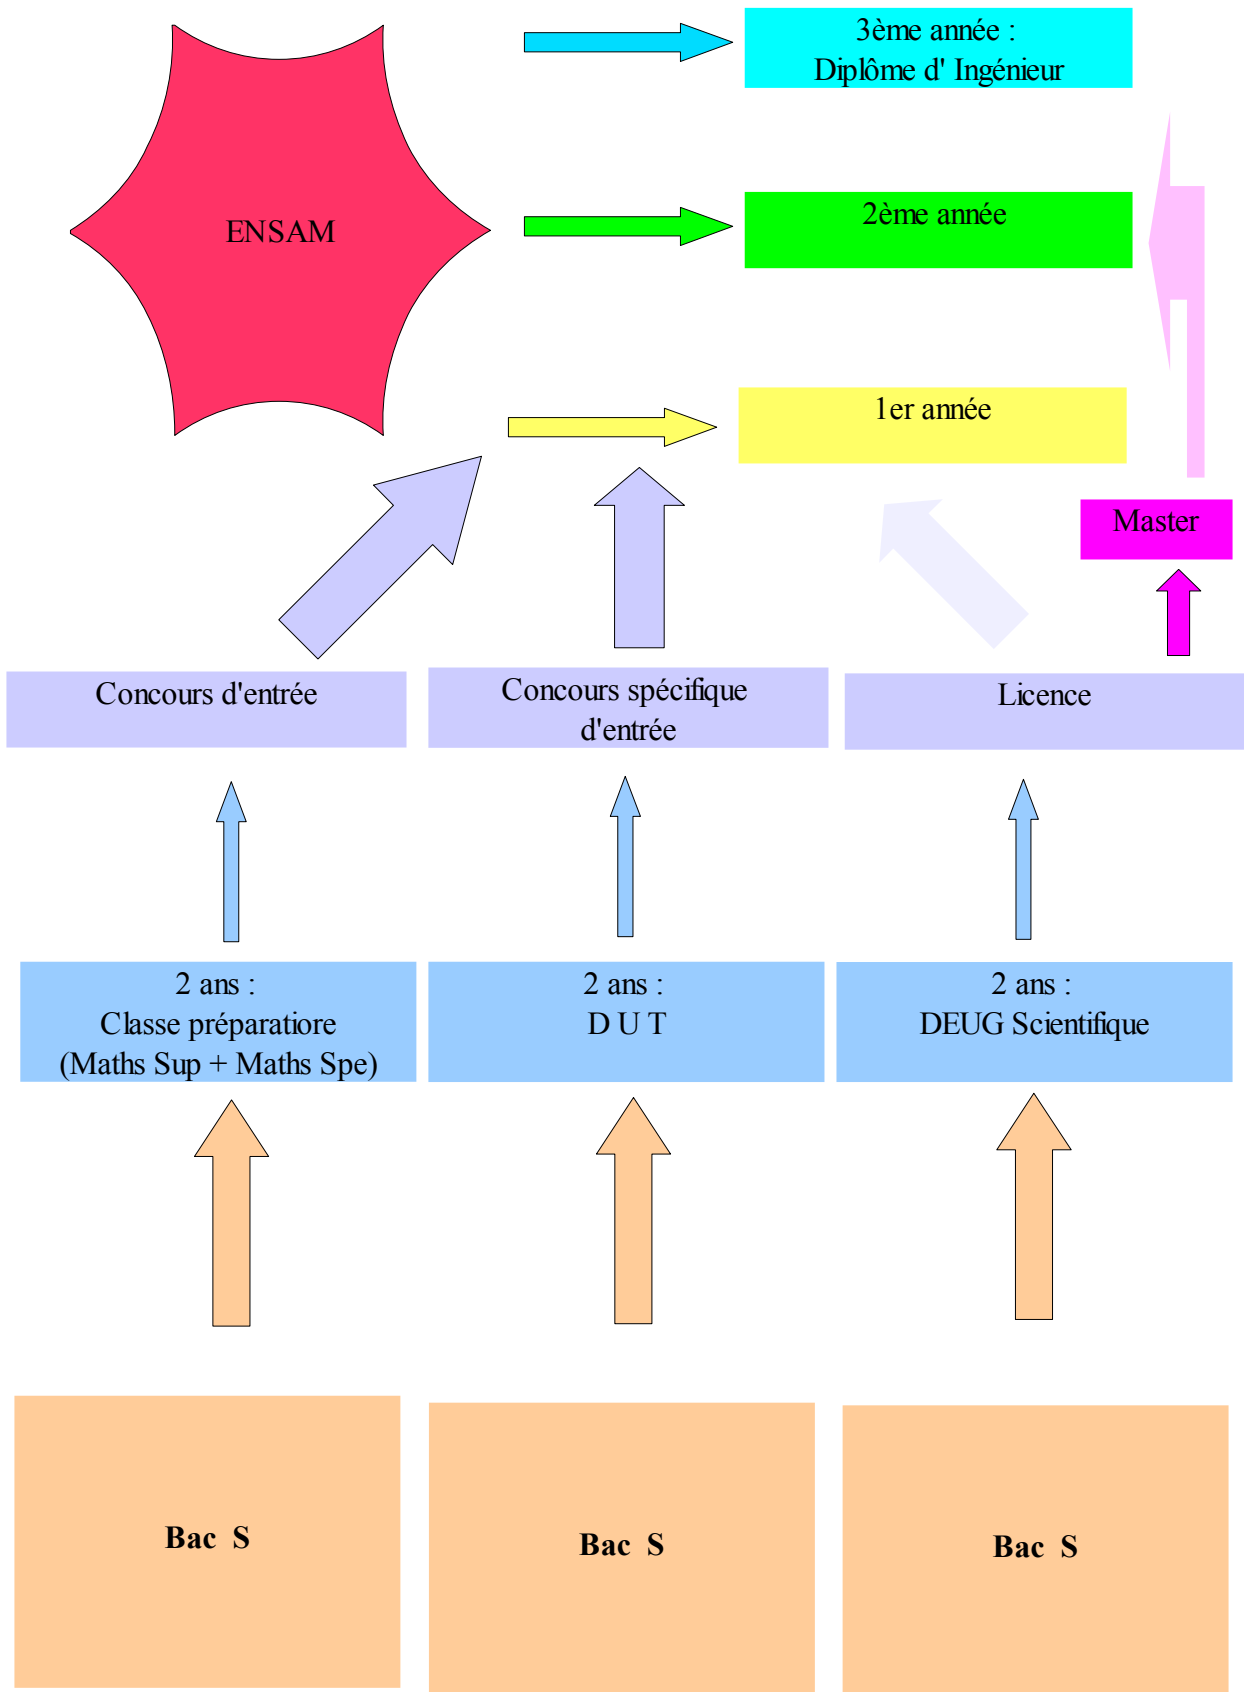 3ème année :
Diplôme d' Ingénieur
ENSAM
2ème année
1er année
Master
Concours d'entrée
Concours spécifique
d'entrée
Licence
2 ans :
Classe préparatiore
(Maths Sup + Maths Spe)
2 ans :
D U T
2 ans :
DEUG Scientifique
Bac S
Bac S
Bac S